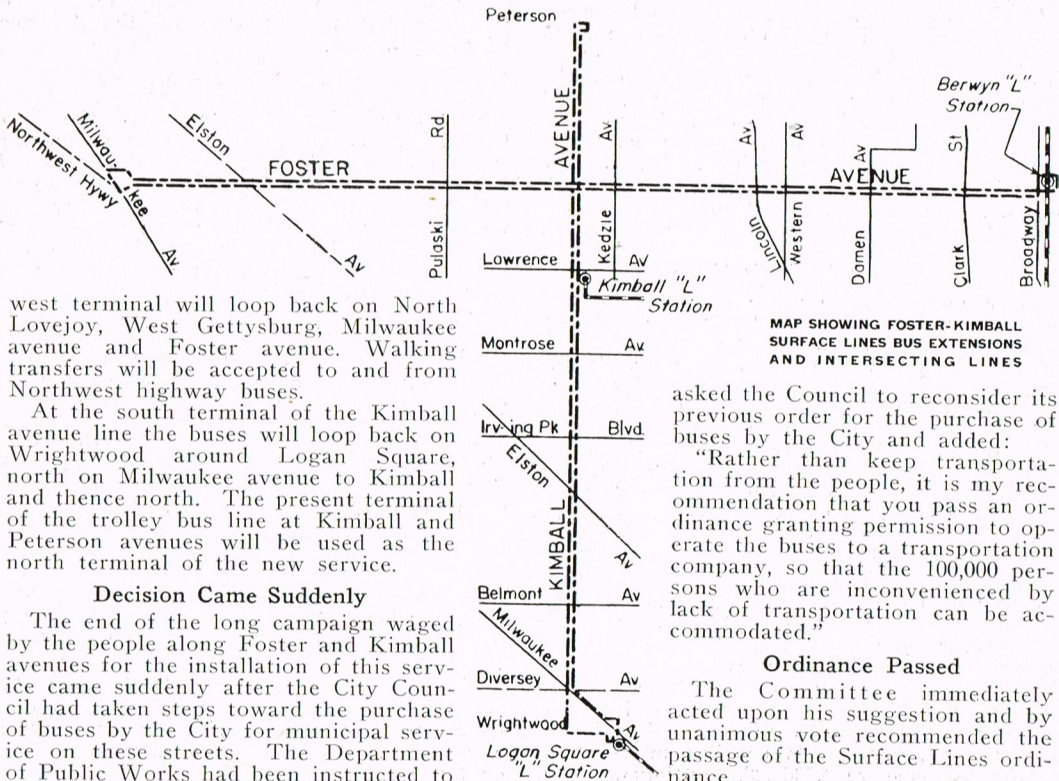 Peterson
Berwyn "L"
Station
Northwest Hywy
Milwau-
kee
Av
Elston
Av
FOSTER
AVENUE
Pulaski
Rd
AVENUE
KIMBALL
Kedzie
Av
Lincoln
Av
Western
Av
Damen
Av
Clark
St
Broadway
Lawrence Av
Kimball "L"
Station
Montrose Av
Irving Pk Blvd.
Elston
Av
Belmont Av
Milwaukee
Av
Diversey Av
Wrightwood
Logan Square
"L" Station
MAP SHOWING FOSTER-KIMBALL
SURFACE LINES BUS EXTENSIONS
AND INTERSECTING LINES
west terminal will loop back on North
Lovejoy, West Gettysburg, Milwaukee
avenue and Foster avenue. Walking
transfers will be accepted to and from
Northwest highway buses.
At the south terminal of the Kimball
avenue line the buses will loop back on
Wrightwood around Logan Square,
north on Milwaukee avenue to Kimball
and thence north. The present terminal
of the trolley bus line at Kimball and
Peterson avenues will be used as the
north terminal of the new service.
Decision Came Suddenly
The end of the long campaign waged
by the people along Foster and Kimball
avenues for the installation of this serv-
ice came suddenly after the City Coun-
cil had taken steps toward the purchase
of buses by the City for municipal serv-
ice on these streets. The Department
of Public Works had been instructed to
asked the Council to reconsider its
previous order for the purchase of
buses by the City and added:
"Rather than keep transporta-
tion from the people, it is my rec-
ommendation that you pass an or-
dinance granting permission to op-
erate the buses to a transportation
company, so that the 100,000 per-
sons who are inconvenienced by
lack of transportation can be ac-
commodated."
Ordinance Passed
The Committee immediately
acted upon his suggestion and by
unanimous vote recommended the
passage of the Surface Lines ordi-
nance